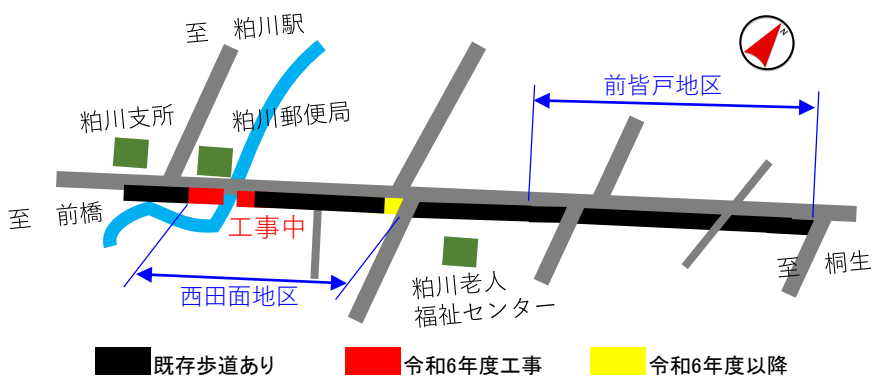 至　粕川駅
N
前皆戸地区
粕川支所
粕川郵便局
至　前橋
工事中
西田面地区
粕川老人
福祉センター
至　桐生
既存歩道あり
令和6年度工事
令和6年度以降